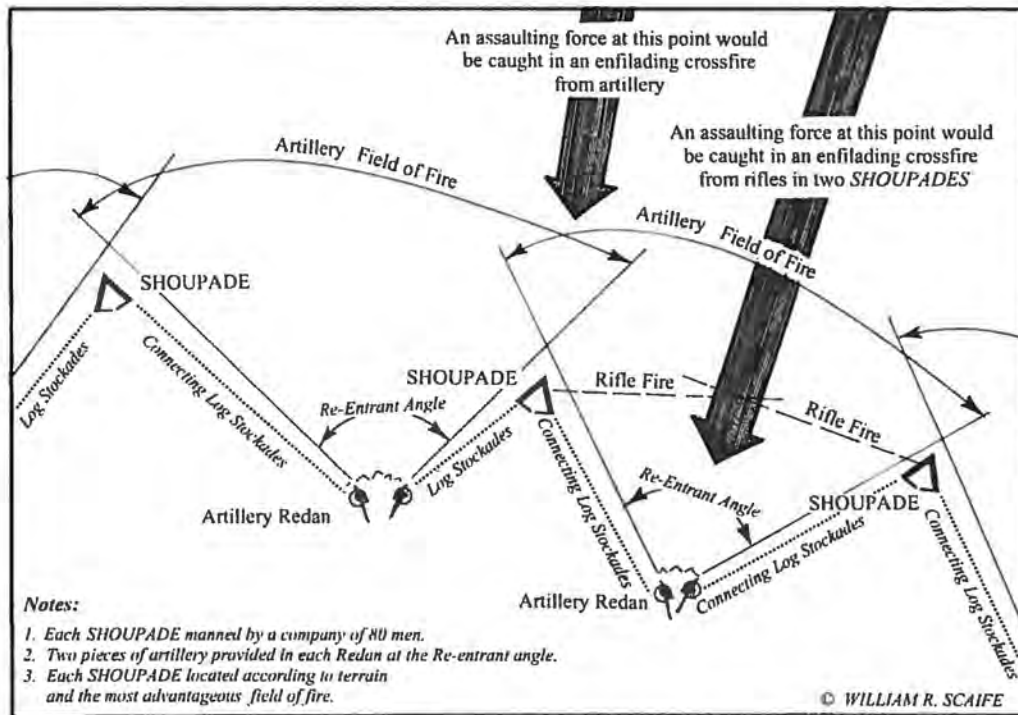 An assaulting force at this point would
be caught in an enfilading crossfire
from artillery
An assaulting force at this point would
be caught in an enfilading crossfire
from rifles in two SHOUPADES
Artillery Field of Fire
Artillery Field of Fire
SHOUPADE
Log Stockades
Connecting Log Stockades
Re-Entrant Angle
SHOUPADE
Log Stockades
Rifle Fire
Rifle Fire
Artillery Redan
Connecting Log Stockades
Re-Entrant Angle
SHOUPADE
Connecting Log Stockades
Connecting Log Stockades
Artillery Redan
Notes:
1. Each SHOUPADE manned by a company of 80 men.
2. Two pieces of artillery provided in each Redan at the Re-entrant angle.
3. Each SHOUPADE located according to terrain
and the most advantageous field of fire.
© WILLIAM R. SCAIFE